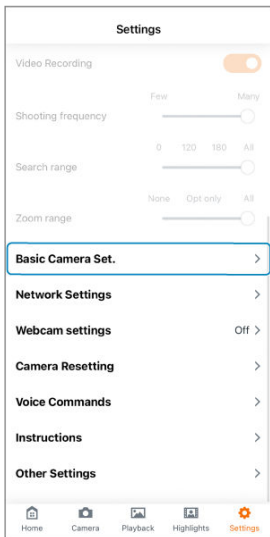 Settings
Video Recording
Few Many
Shooting frequency
0 120 180 All
Search range
None Opt only All
Zoom range
Basic Camera Set.
Network Settings
Webcam settings Off
Camera Resetting
Voice Commands
Instructions
Other Settings
Home Camera Playback Highlights Settings